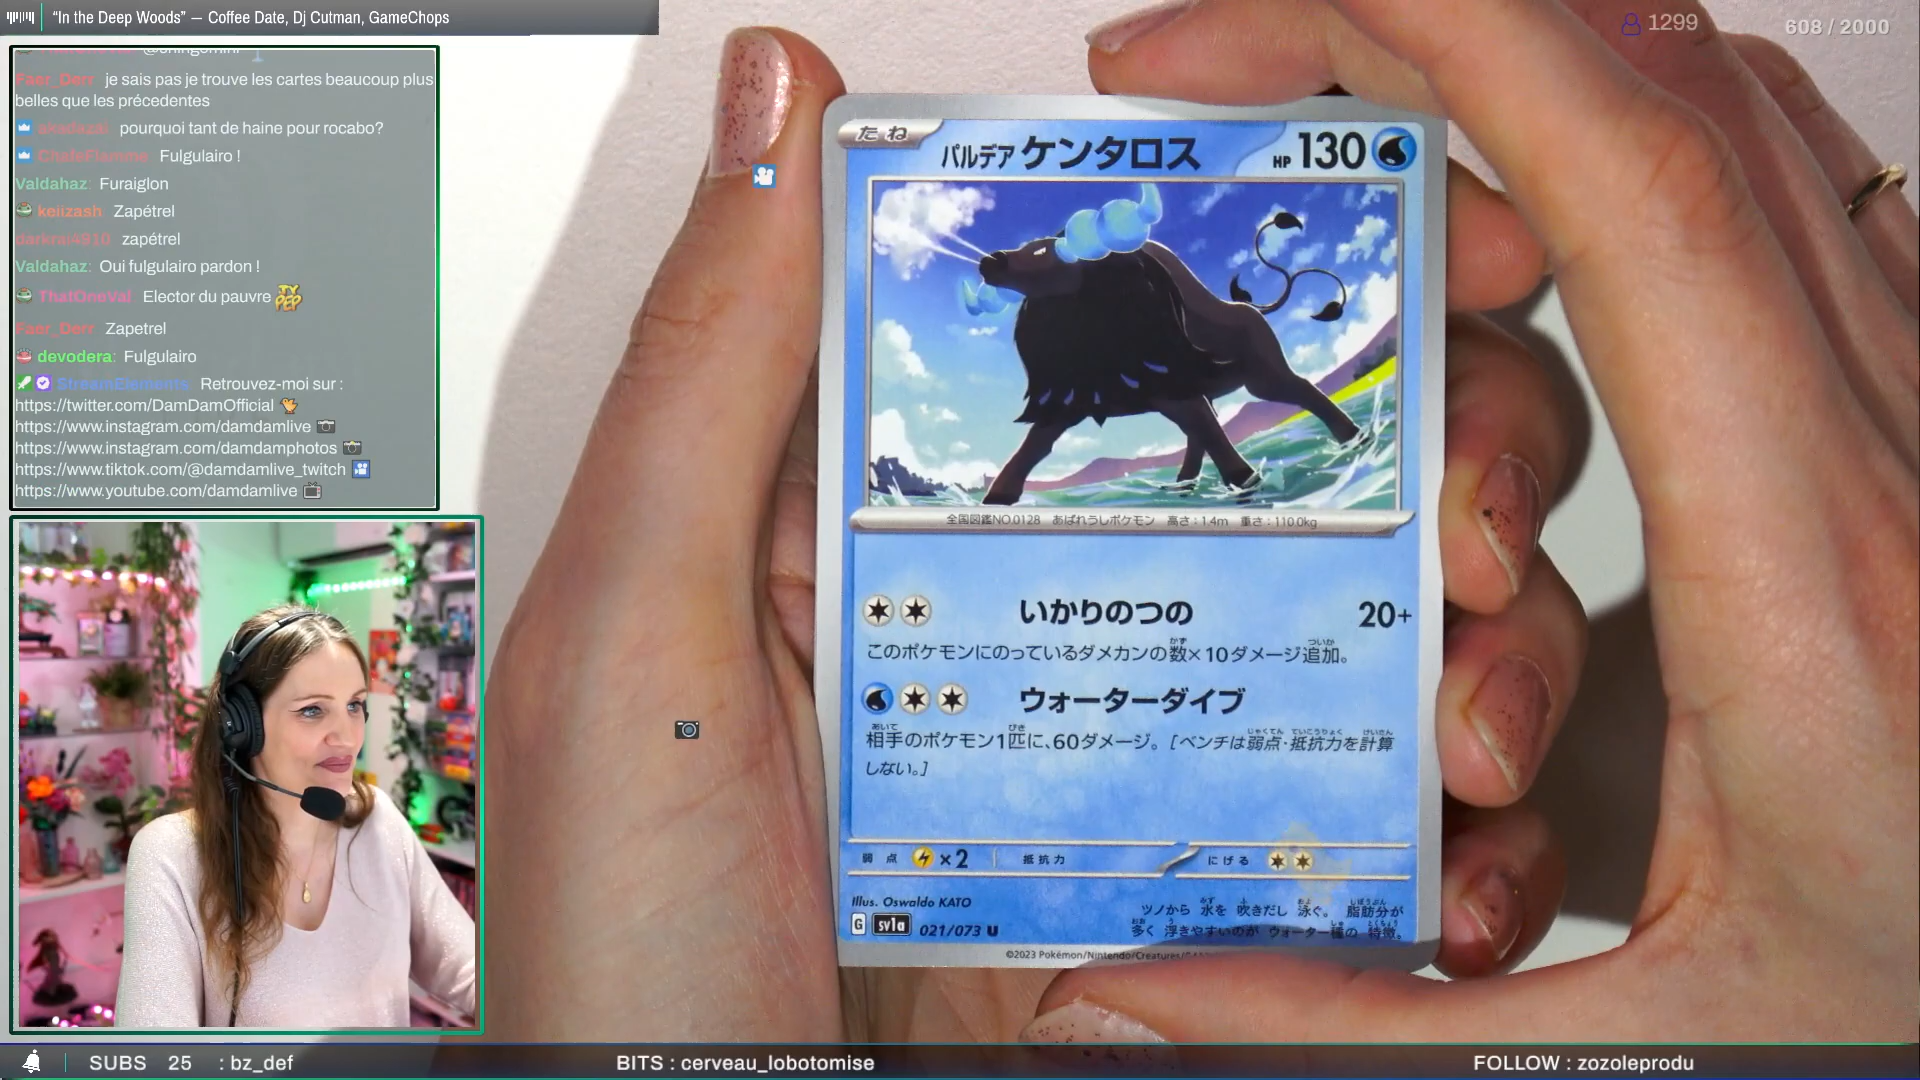 “In the Deep Woods” — Coffee Date, Dj Cutman, GameChops
1299
608 / 2000
Faer_Derr je sais pas je trouve les cartes beaucoup plus
belles que les précedentes
pourquoi tant de haine pour rocabo?
ChafeFlamme Fulgulairo !
Valdahaz: Furaiglon
keiizash Zapétrel
darkrai4910 zapétrel
Valdahaz: Oui fulgulairo pardon !
ThatOneVal Elector du pauvre TY PEP
Faer_Derr Zapetrel
devodera: Fulgulairo
StreamElements Retrouvez-moi sur :
https://twitter.com/DamDamOfficial
https://www.instagram.com/damdamlive
https://www.instagram.com/damdamphotos
https://www.tiktok.com/@damdamlive_twitch
https://www.youtube.com/damdamlive
たね
パルデア ケンタロス HP 130
全国図鑑NO.0128 あばれうしポケモン 高さ:1.4m 重さ:110.0kg
いかりのつの 20+
このポケモンにのっているダメカンの数×10ダメージ追加。
ウォーターダイブ
相手のポケモン1匹に、60ダメージ。[ベンチは弱点・抵抗力を計算
しない。]
弱点 ×2 抵抗力 にげる
Illus. Oswaldo KATO
G sv1a 021/073 U
ツノから 水を 吹きだし 泳ぐ。 脂肪分が
多く 浮きやすいのが ウォーター種の 特徴。
©2023 Pokémon/Nintendo/Creatures/
SUBS 25 : bz_def
BITS : cerveau_lobotomise
FOLLOW : zozoleprodu